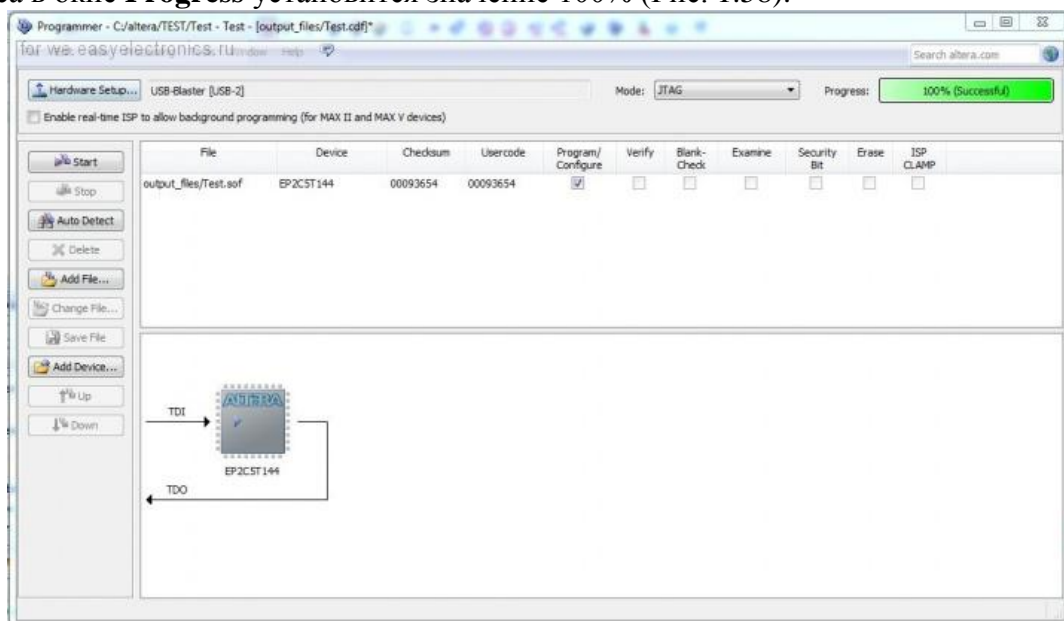 са в окне Progress установится значение 100% (Рис. 1.38).
Programmer - C:/altera/TEST/Test - Test - [output_files/Test.cdf]*
for we.easyelectronics.ru
Help
Search altera.com
Hardware Setup... USB-Blaster [USB-2] Mode: JTAG Progress: 100% (Successful)
Enable real-time ISP to allow background programming (for MAX II and MAX V devices)
Start
Stop
Auto Detect
Delete
Add File...
Change File...
Save File
Add Device...
Up
Down
File Device Checksum Usercode Program/ Configure Verify Blank- Check Examine Security Bit Erase ISP CLAMP
output_files/Test.sof EP2C5T144 00093654 00093654
TDI
ALTERA
EP2C5T144
TDO